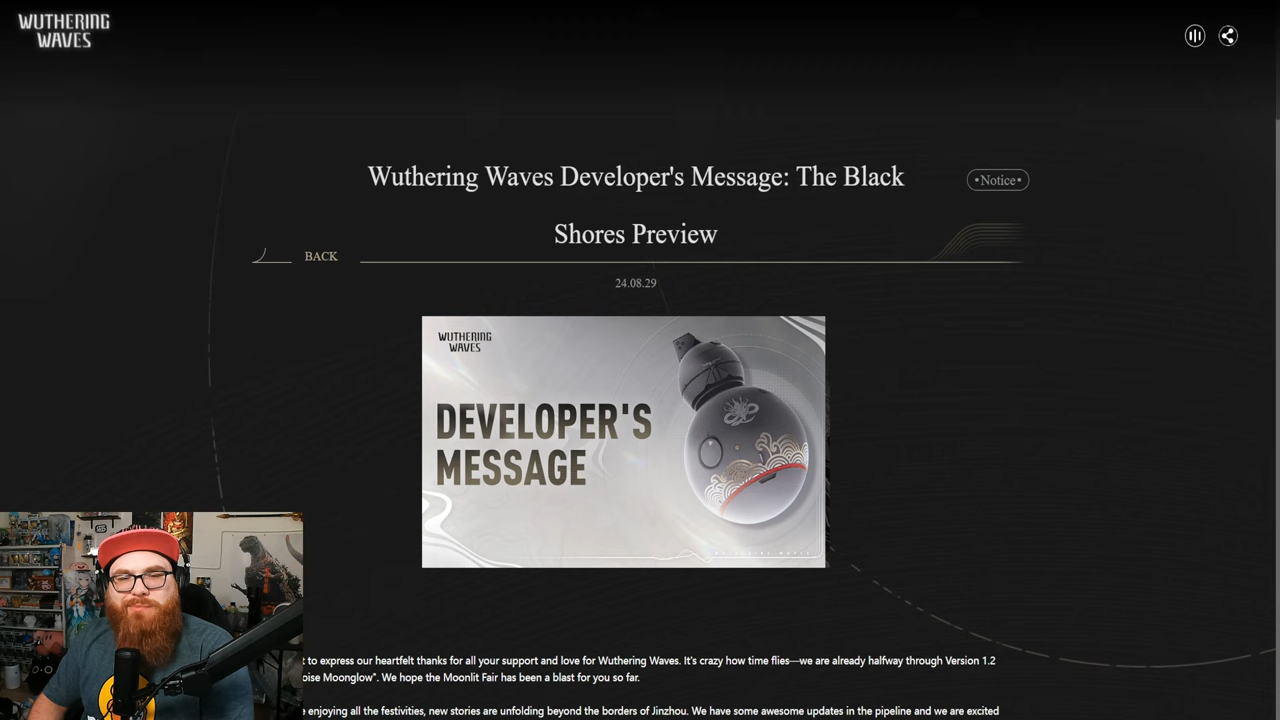 WUTHERING
WAVES
Wuthering Waves Developer's Message: The Black
•Notice•
Shores Preview
BACK
24.08.29
WUTHERING
WAVES
DEVELOPER'S
MESSAGE
to express our heartfelt thanks for all your support and love for Wuthering Waves. It's crazy how time flies—we are already halfway through Version 1.2
Moonglow". We hope the Moonlit Fair has been a blast for you so far.
enjoying all the festivities, new stories are unfolding beyond the borders of Jinzhou. We have some awesome updates in the pipeline and we are excited